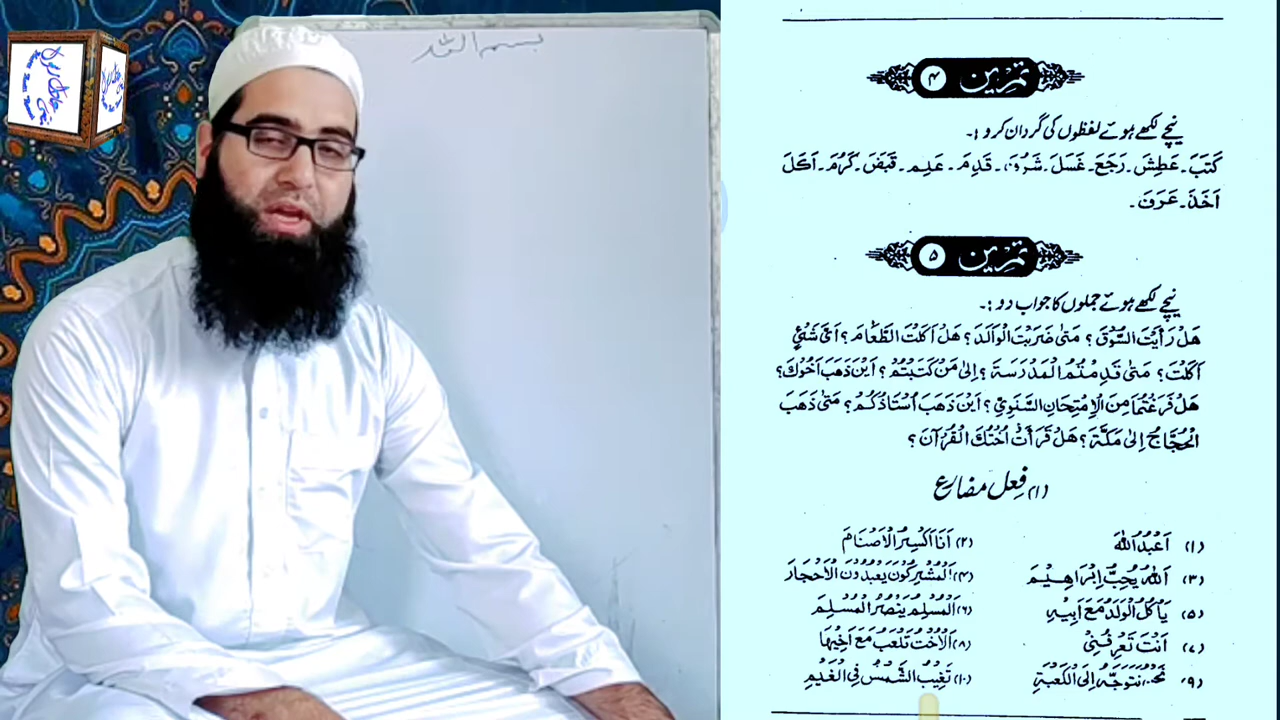 بسم اللہ
تمرین ۴
نیچے لکھے ہوئے لفظوں کی گردان کرو :۔
کَتَبَ۔ عَطِشَ۔ رَجَعَ۔ غَسَلَ۔ شَرُفَ۔ قَدِمَ۔ عَلِمَ۔ قَبَضَ۔ کَرُمَ۔ اَکَلَ
اَخَذَ۔ عَرَفَ۔
تمرین ۵
نیچے لکھے ہوئے جملوں کا جواب دو :۔
هَلْ رَأَيْتَ السُّوْقَ ؟ مَتٰى ضَرَبْتَ الْوَلَدَ ؟ هَلْ اَكَلْتَ الطَّعَامَ ؟ اَىَّ شَىْءٍ
اَكَلْتَ ؟ مَتٰى قَدِمْتُمُ الْمَدْرَسَةَ ؟ اِلٰى مَنْ كَتَبْتُمْ ؟ اَيْنَ ذَهَبَ اَخُوْكَ ؟
هَلْ فَرَغْتُمَا مِنَ الْاِمْتِحَانِ السَّنَوِيِّ ؟ اَيْنَ ذَهَبَ اُسْتَاذُكُمْ ؟ مَتٰى ذَهَبَ
الْحُجَّاجُ اِلٰى مَكَّةَ ؟ هَلْ قَرَأَتْ اُخْتُكَ الْقُرْآنَ ؟
(۱) فِعل مضارع
(۱) اَعْبُدُ اللّٰهَ (۲) اَنَا اَكْسِرُ الْاَصْنَامَ
(۳) اَللّٰهُ يُحِبُّ اِبْرَاهِيْمَ (۴) اَلْمُشْرِكُوْنَ يَعْبُدُوْنَ الْاَحْجَارَ
(۵) يَأْكُلُ الْوَلَدُ مَعَ اَبِيْهِ (۶) اَلْمُسْلِمُ يَنْصُرُ الْمُسْلِمَ
(۷) اَنْتَ تَعْرِفُنِىْ (۸) اَلْاُخْتُ تَلْعَبُ مَعَ اَخِيْهَا
(۹) نَحْنُ نَتَوَجَّهُ اِلَى الْكَعْبَةِ (۱۰) تَغِيْبُ الشَّمْسُ فِى الْغَيْمِ